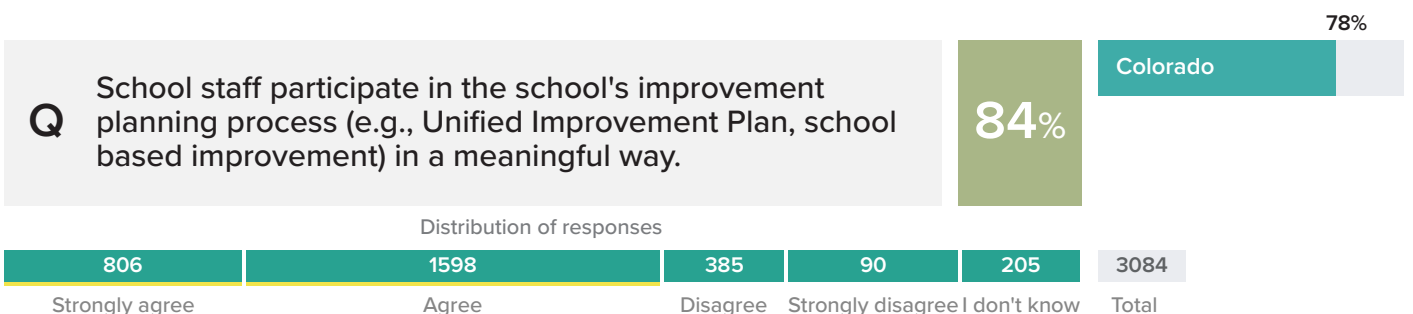 78%
Q
School staff participate in the school's improvement
planning process (e.g., Unified Improvement Plan, school
based improvement) in a meaningful way.
84%
Colorado
Distribution of responses
806 1598 385 90 205 3084
Strongly agree Agree Disagree Strongly disagree I don't know Total